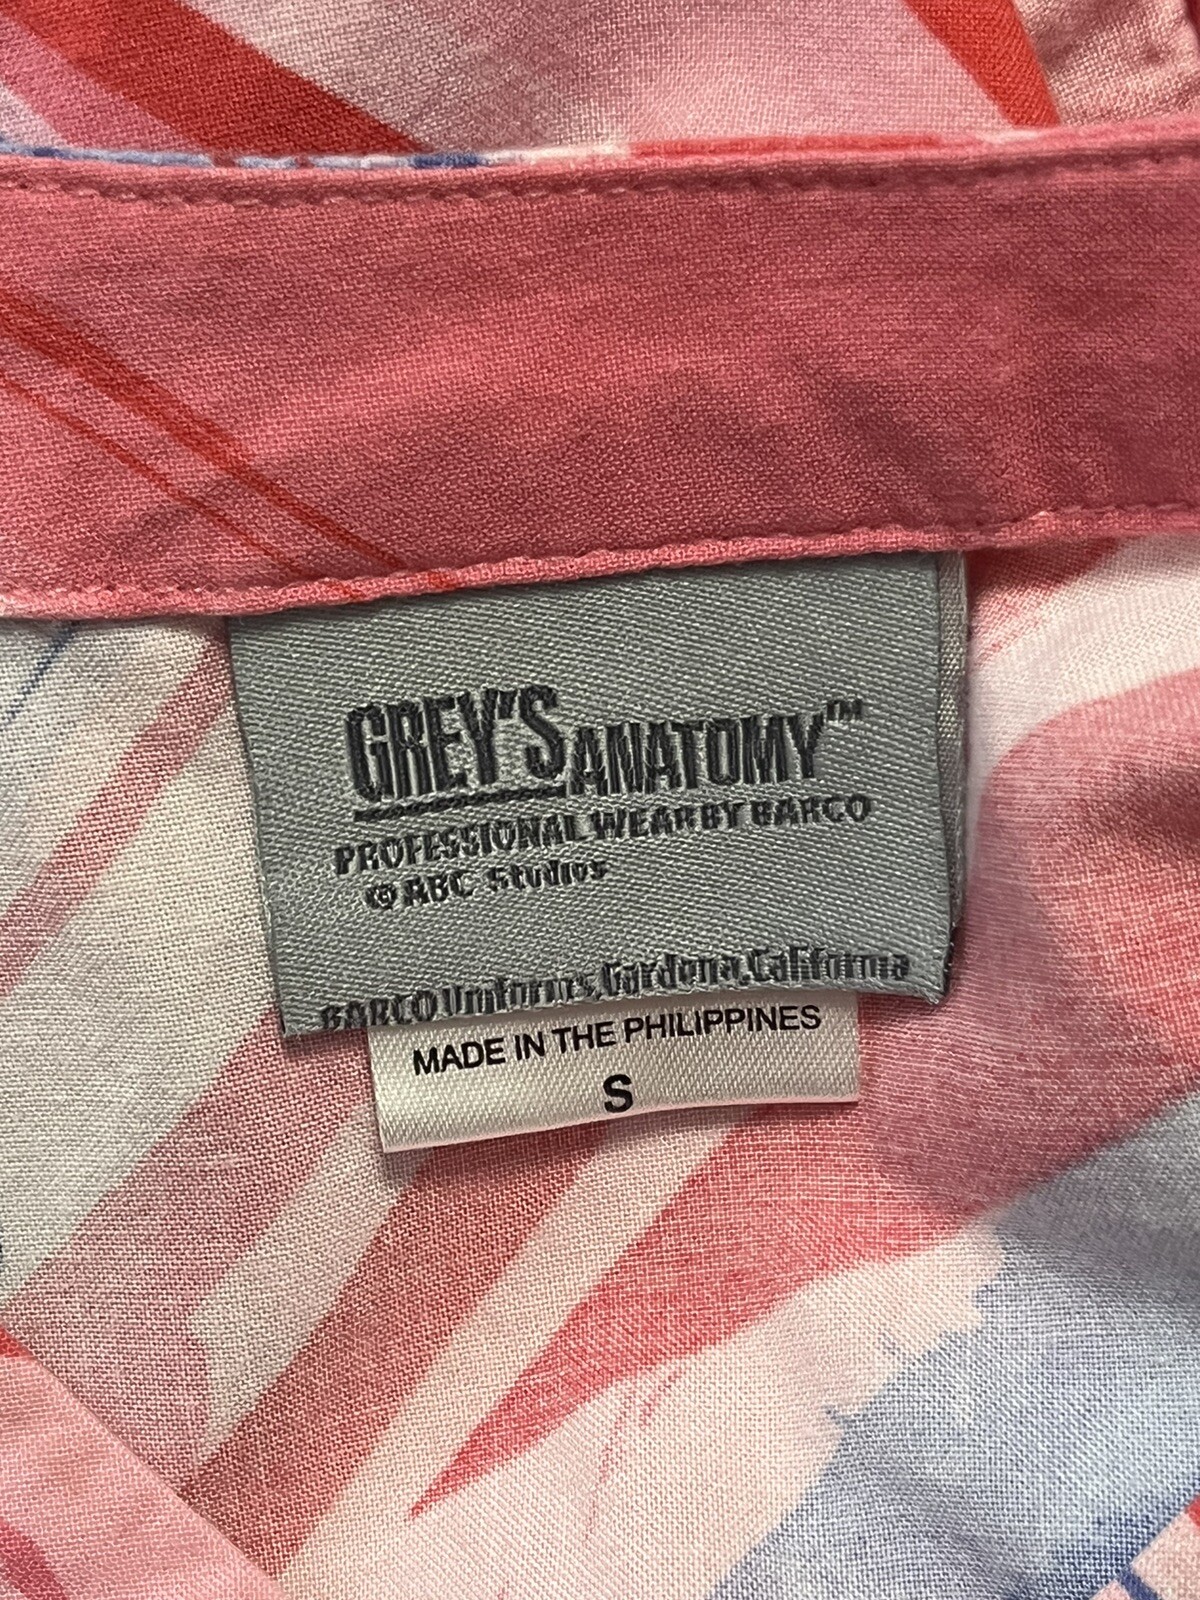 GREY'S ANATOMY™
PROFESSIONAL WEAR BY BARCO
© ABC Studios
BARCO Uniforms, Gardena, California
MADE IN THE PHILIPPINES
S